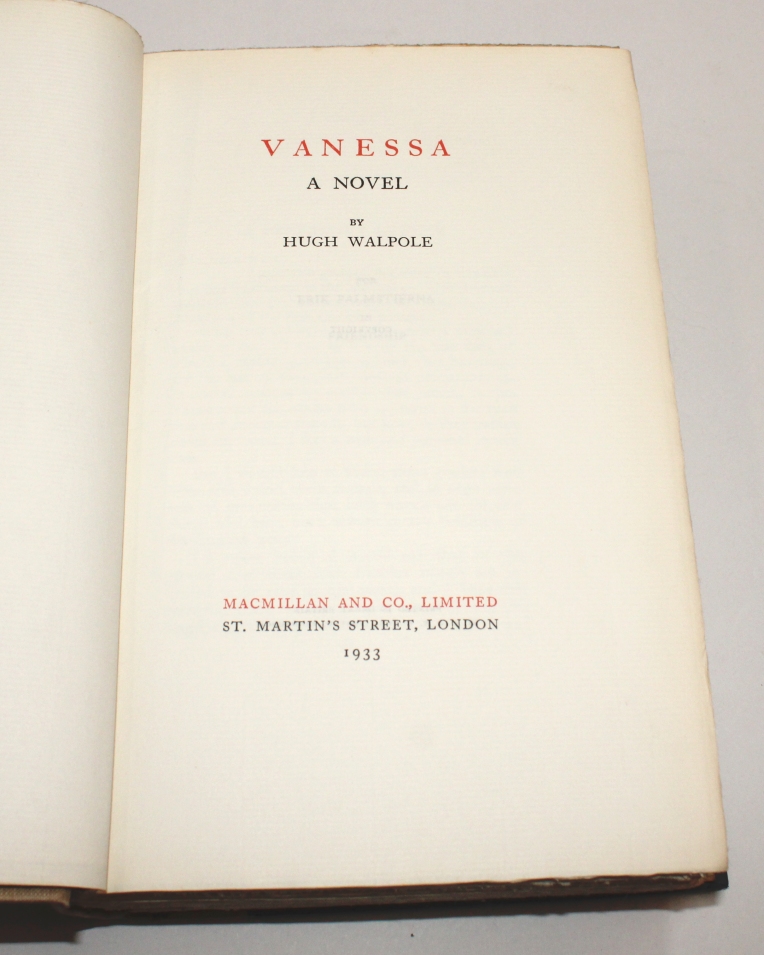 VANESSA
A NOVEL
BY
HUGH WALPOLE
MACMILLAN AND CO., LIMITED
ST. MARTIN'S STREET, LONDON
1933